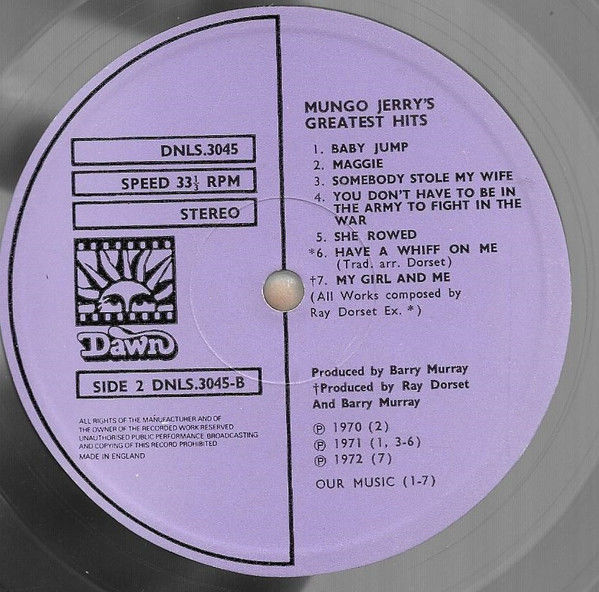 DNLS.3045
SPEED 33⅓ RPM
STEREO
Dawn
SIDE 2 DNLS.3045-B
ALL RIGHTS OF THE MANUFACTUHER AND OF
THE OWNER OF THE RECORDED WORK RESERVED
UNAUTHORISED PUBLIC PERFORMANCE, BROADCASTING
AND COPYING OF THIS RECORD PROHIBITED.
MADE IN ENGLAND
MUNGO JERRY'S
GREATEST HITS
1. BABY JUMP
2. MAGGIE
3. SOMEBODY STOLE MY WIFE
4. YOU DON'T HAVE TO BE IN
THE ARMY TO FIGHT IN THE
WAR
5. SHE ROWED
*6. HAVE A WHIFF ON ME
(Trad. arr. Dorset)
†7. MY GIRL AND ME
(All Works composed by
Ray Dorset Ex. *)
Produced by Barry Murray
†Produced by Ray Dorset
And Barry Murray
℗ 1970 (2)
℗ 1971 (1, 3-6)
℗ 1972 (7)
OUR MUSIC (1-7)